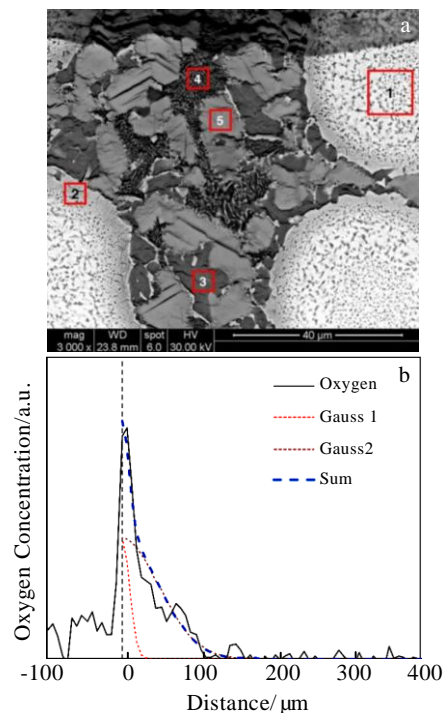 a
4
1
5
2
3
mag WD spot HV 40 μm
3 000 x 23.8 mm 6.0 30.00 kV
b
Oxygen
Gauss 1
Gauss2
Sum
Oxygen Concentration/a.u.
-100 0 100 200 300 400
Distance/μm